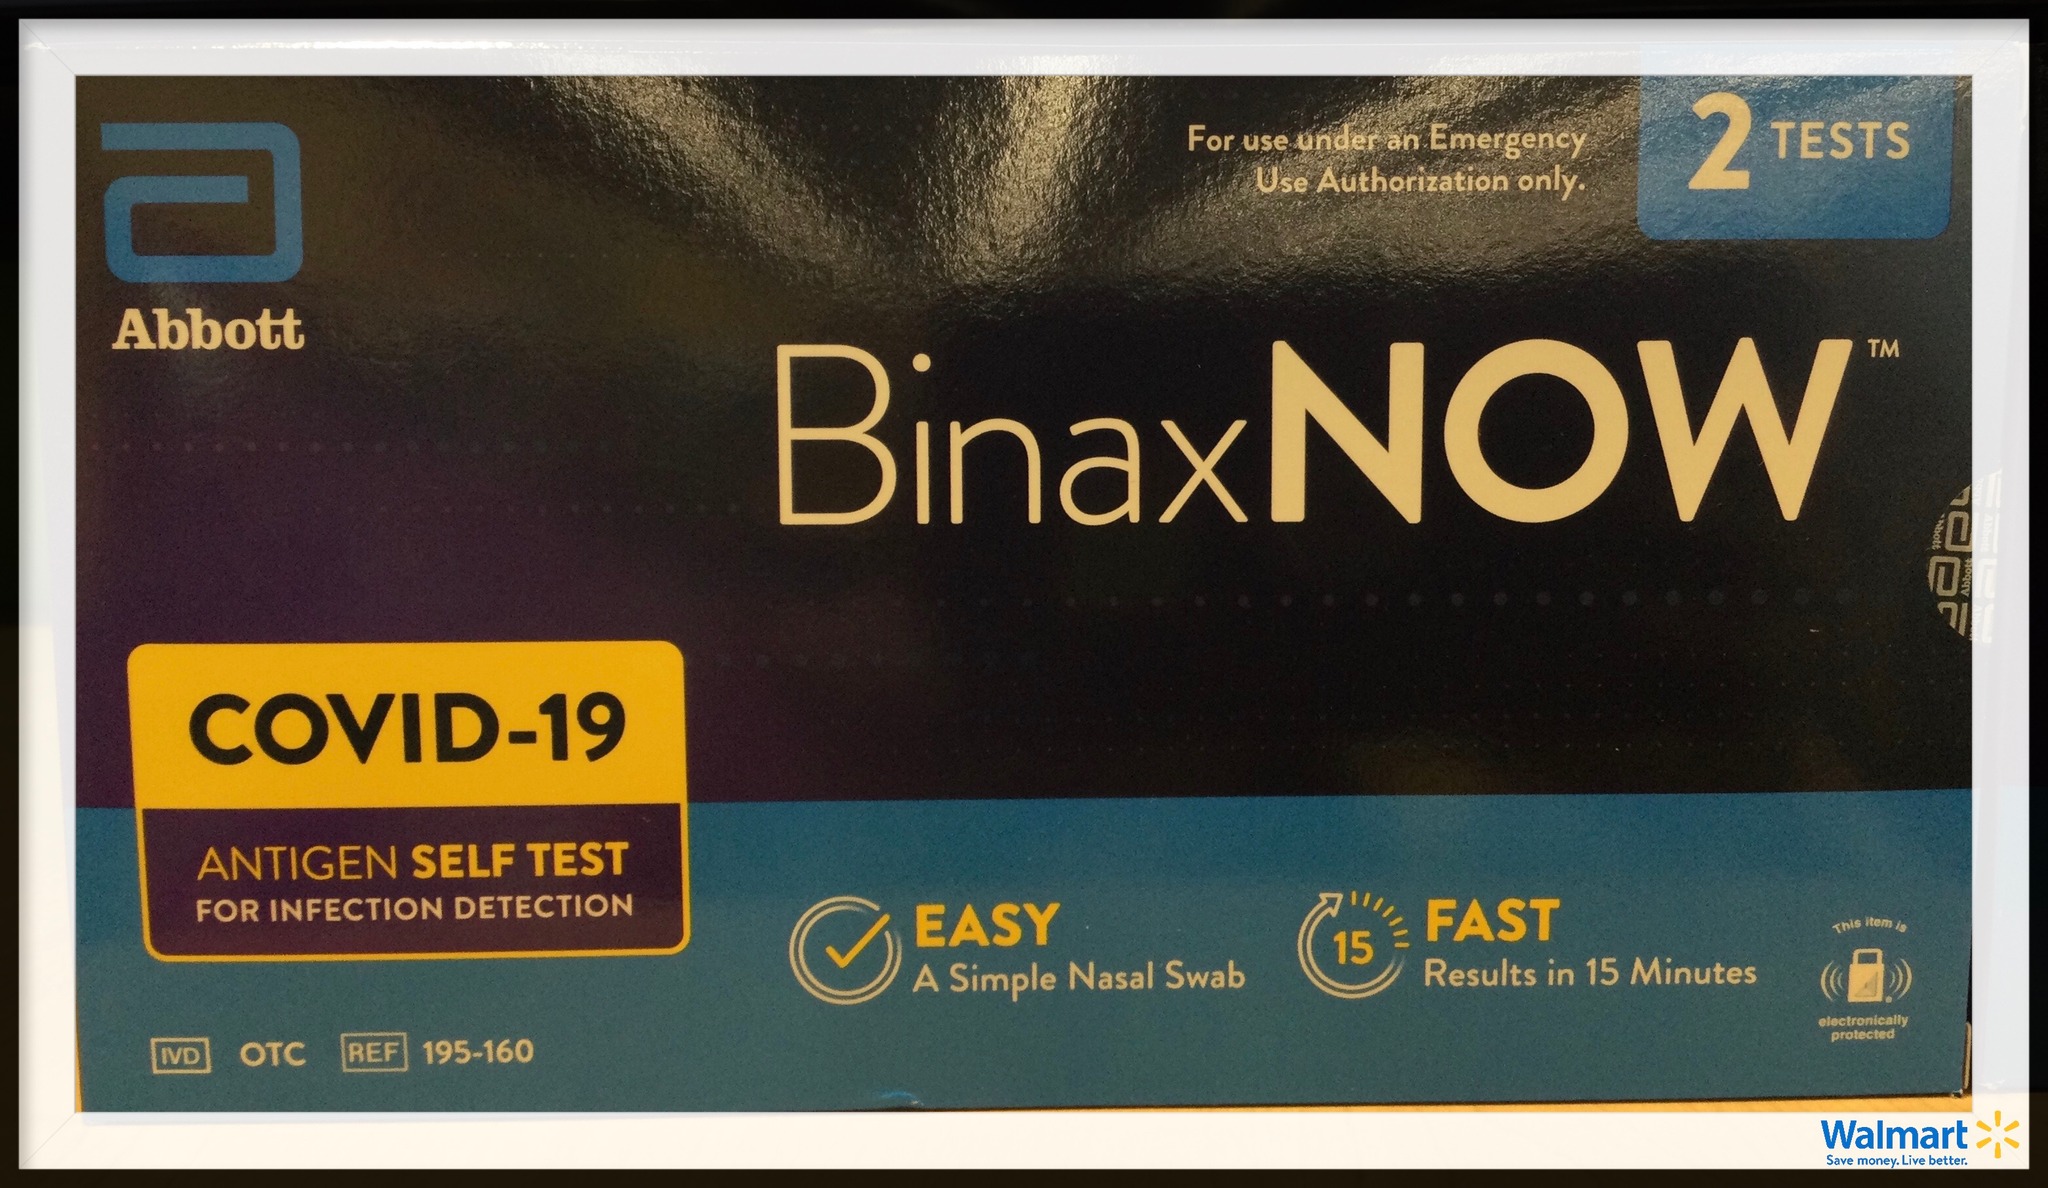 Abbott
For use under an Emergency
Use Authorization only.
2 TESTS
BinaxNOW™
COVID-19
ANTIGEN SELF TEST
FOR INFECTION DETECTION
EASY
A Simple Nasal Swab
15
FAST
Results in 15 Minutes
This item is
electronically
protected
IVD OTC REF 195-160
Abbott
Abbott
Walmart
Save money. Live better.